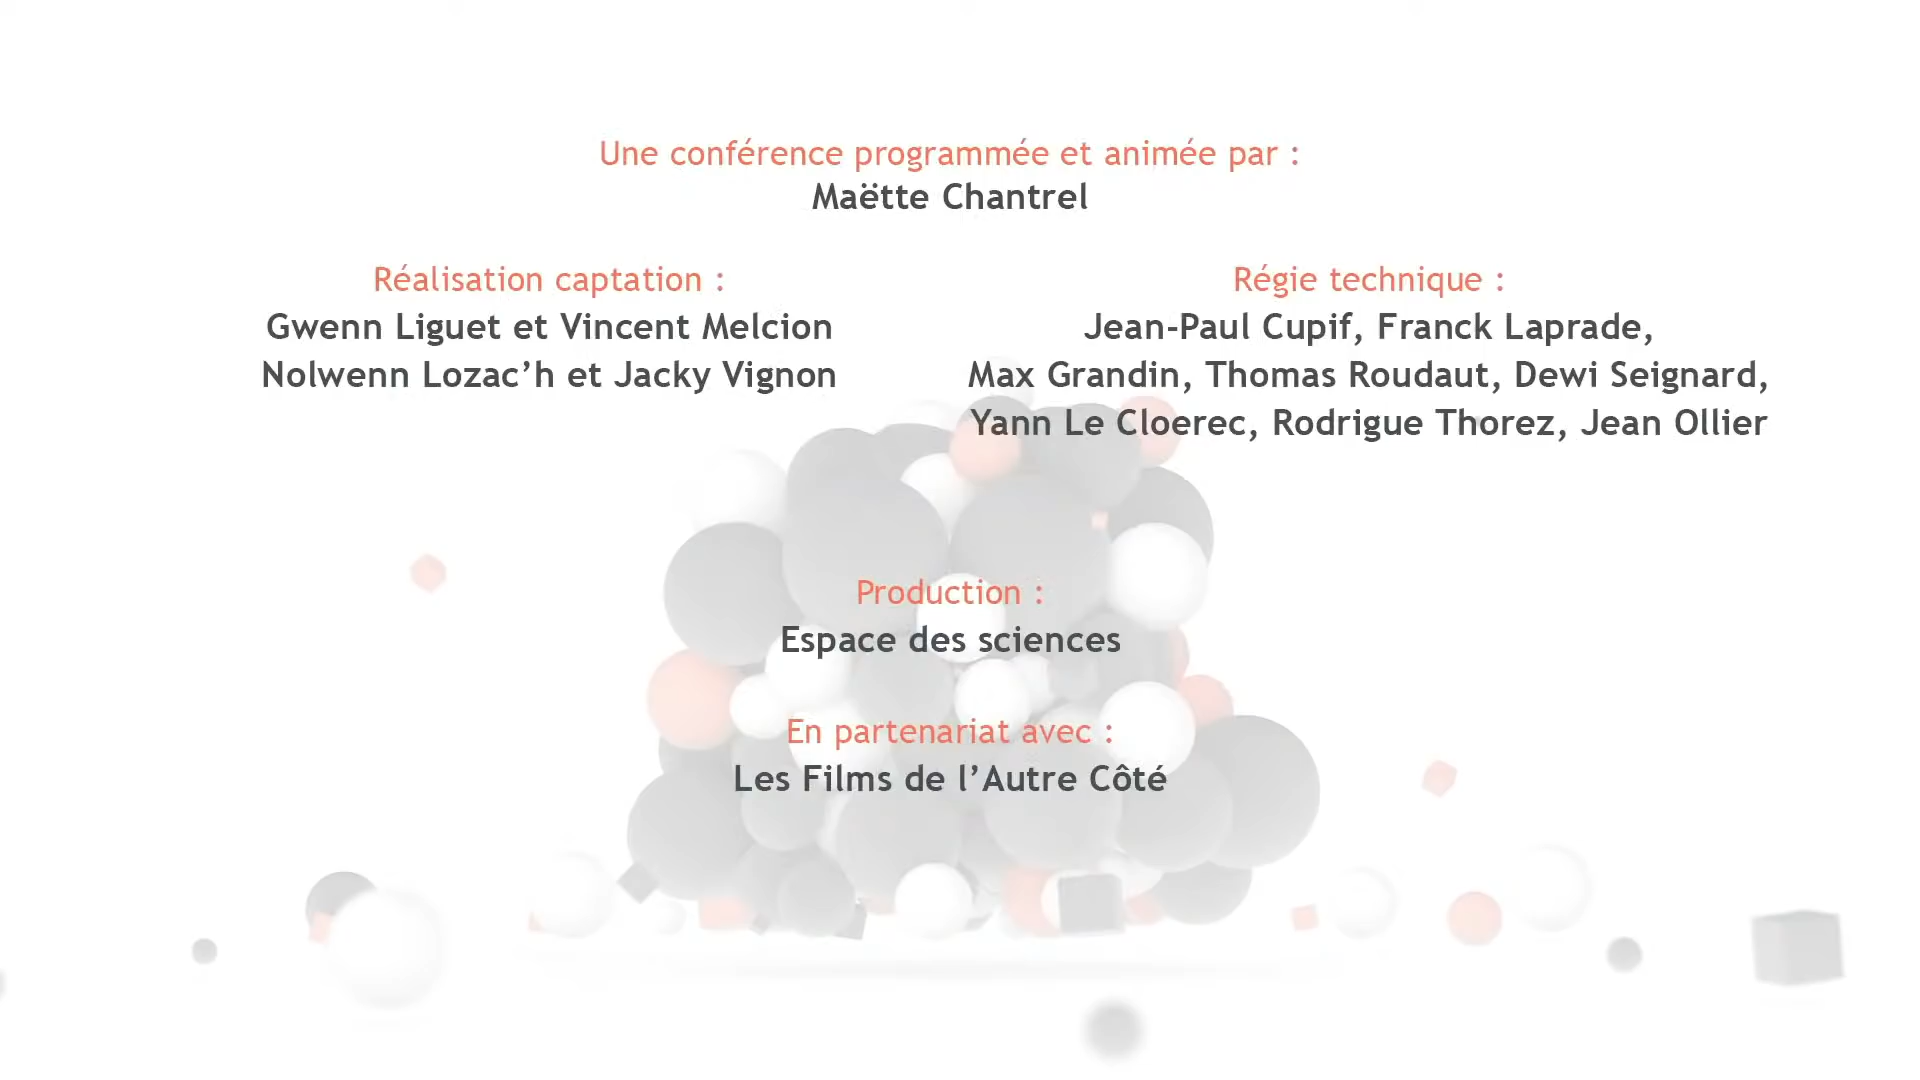 Une conférence programmée et animée par :
Maëtte Chantrel
Réalisation captation :
Gwenn Liguet et Vincent Melcion
Nolwenn Lozac’h et Jacky Vignon
Régie technique :
Jean-Paul Cupif, Franck Laprade,
Max Grandin, Thomas Roudaut, Dewi Seignard,
Yann Le Cloerec, Rodrigue Thorez, Jean Ollier
Production :
Espace des sciences
En partenariat avec :
Les Films de l’Autre Côté